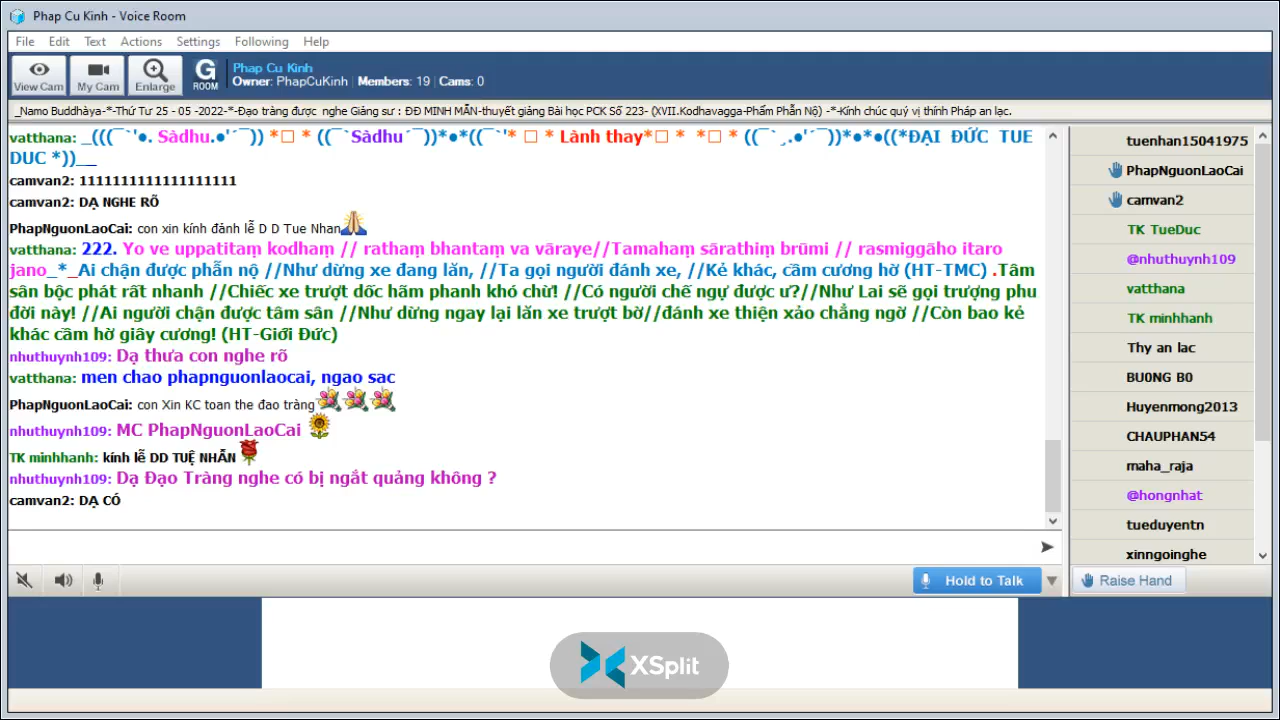 Phap Cu Kinh - Voice Room
File Edit Text Actions Settings Following Help
View Cam My Cam Enlarge G ROOM
Phap Cu Kinh
Owner: PhapCuKinh | Members: 19 | Cams: 0
_Namo Buddhàya-*-Thứ Tư 25 - 05 -2022-*-Đạo tràng được nghe Giảng sư : ĐĐ MINH MẪN-thuyết giảng Bài học PCK Số 223- (XVII.Kodhavagga-Phẩm Phẫn Nộ) -*-Kính chúc quý vị thính Pháp an lạc.
vatthana: _(((¯`'•. Sàdhu.•'´¯)) *□ * ((¯`Sàdhu´¯))*•*((¯`'* □ * Lành thay*□ * *□ * ((¯`¸.•'´¯))*•*•((*ĐẠI ĐỨC TUE
DUC *))__
camvan2: 1111111111111111111
camvan2: DẠ NGHE RÕ
PhapNguonLaoCai: con xin kính đảnh lễ D D Tue Nhan
vatthana: 222. Yo ve uppatitaṃ kodhaṃ // rathaṃ bhantaṃ va vāraye//Tamahaṃ sārathiṃ brūmi // rasmiggāho itaro
jano_*_Ai chận được phẫn nộ //Như dừng xe đang lăn, //Ta gọi người đánh xe, //Kẻ khác, cầm cương hờ (HT-TMC) .Tâm
sân bộc phát rất nhanh //Chiếc xe trượt dốc hãm phanh khó chừ! //Có người chế ngự được ư?//Như Lai sẽ gọi trượng phu
đời này! //Ai người chận được tâm sân //Như dừng ngay lại lăn xe trượt bờ//đánh xe thiện xảo chẳng ngờ //Còn bao kẻ
khác cầm hờ giây cương! (HT-Giới Đức)
nhuthuynh109: Dạ thưa con nghe rõ
vatthana: men chao phapnguonlaocai, ngao sac
PhapNguonLaoCai: con Xin KC toan the đao tràng
nhuthuynh109: MC PhapNguonLaoCai
TK minhhanh: kính lễ DD TUỆ NHẪN
nhuthuynh109: Dạ Đạo Tràng nghe có bị ngắt quảng không ?
camvan2: DẠ CÓ
Hold to Talk
tuenhan15041975
PhapNguonLaoCai
camvan2
TK TueDuc
@nhuthuynh109
vatthana
TK minhhanh
Thy an lac
BU0NG B0
Huyenmong2013
CHAUPHAN54
maha_raja
@hongnhat
tueduyentn
xinngoinghe
Raise Hand
XSplit